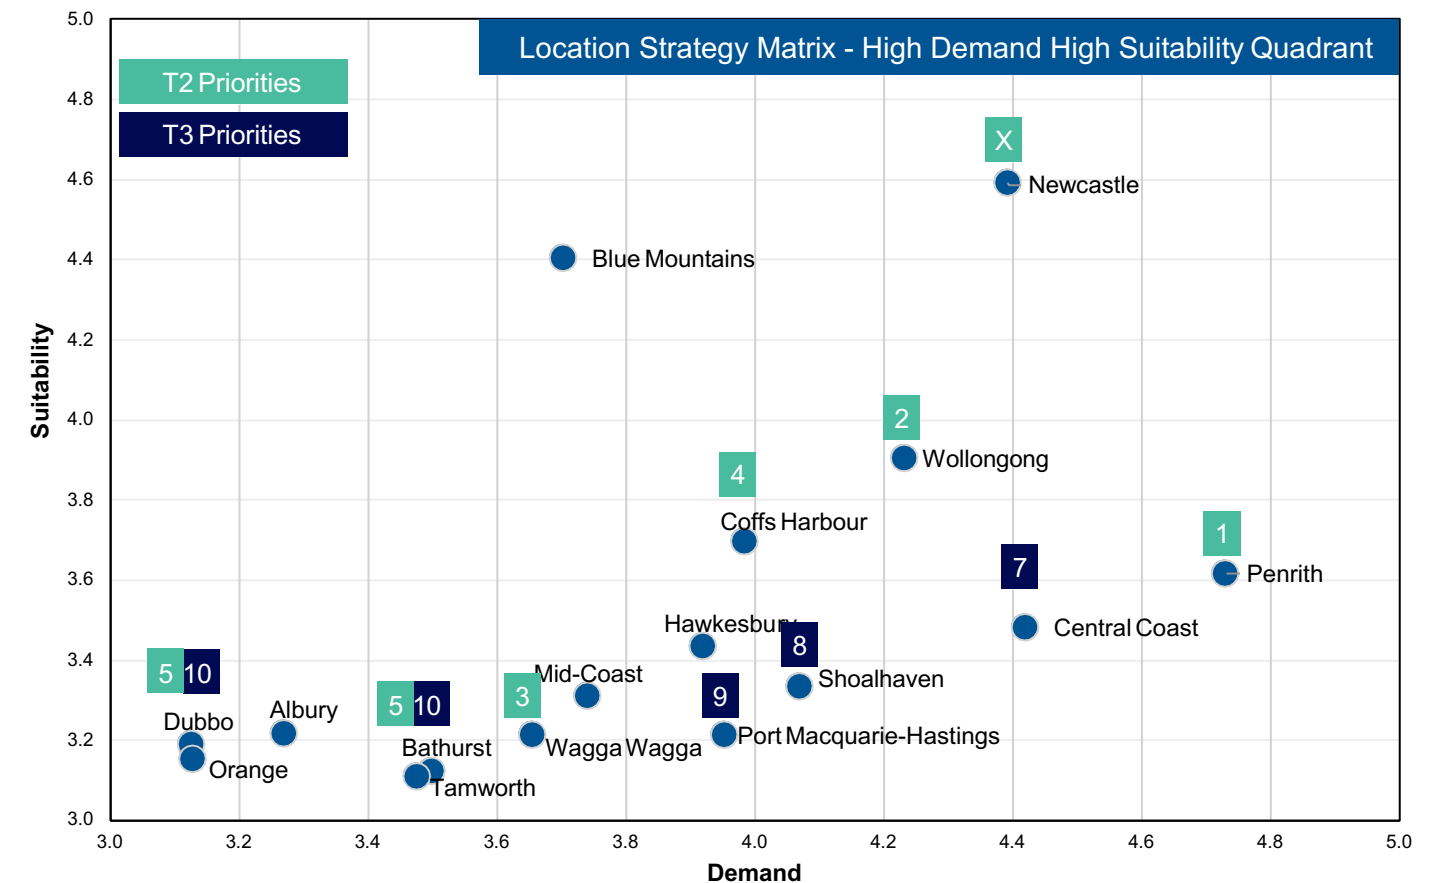 Location Strategy Matrix - High Demand High Suitability Quadrant
T2 Priorities
T3 Priorities
5.0
4.8
4.6
4.4
4.2
4.0
3.8
3.6
3.4
3.2
3.0
Suitability
X
Newcastle
Blue Mountains
2
Wollongong
4
Coffs Harbour
1
Penrith
7
Central Coast
Hawkesbury
8
Shoalhaven
Mid-Coast
9
Port Macquarie-Hastings
3
Wagga Wagga
5 10
Dubbo
Orange
Albury
5 10
Bathurst
Tamworth
3.0 3.2 3.4 3.6 3.8 4.0 4.2 4.4 4.6 4.8 5.0
Demand